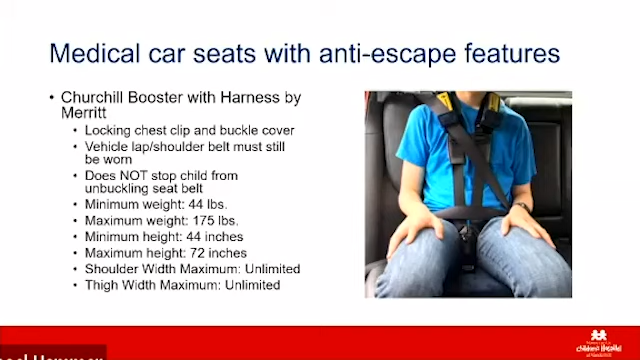 Medical car seats with anti-escape features
• Churchill Booster with Harness by
Merritt
• Locking chest clip and buckle cover
• Vehicle lap/shoulder belt must still
be worn
• Does NOT stop child from
unbuckling seat belt
• Minimum weight: 44 lbs.
• Maximum weight: 175 lbs.
• Minimum height: 44 inches
• Maximum height: 72 inches
• Shoulder Width Maximum: Unlimited
• Thigh Width Maximum: Unlimited